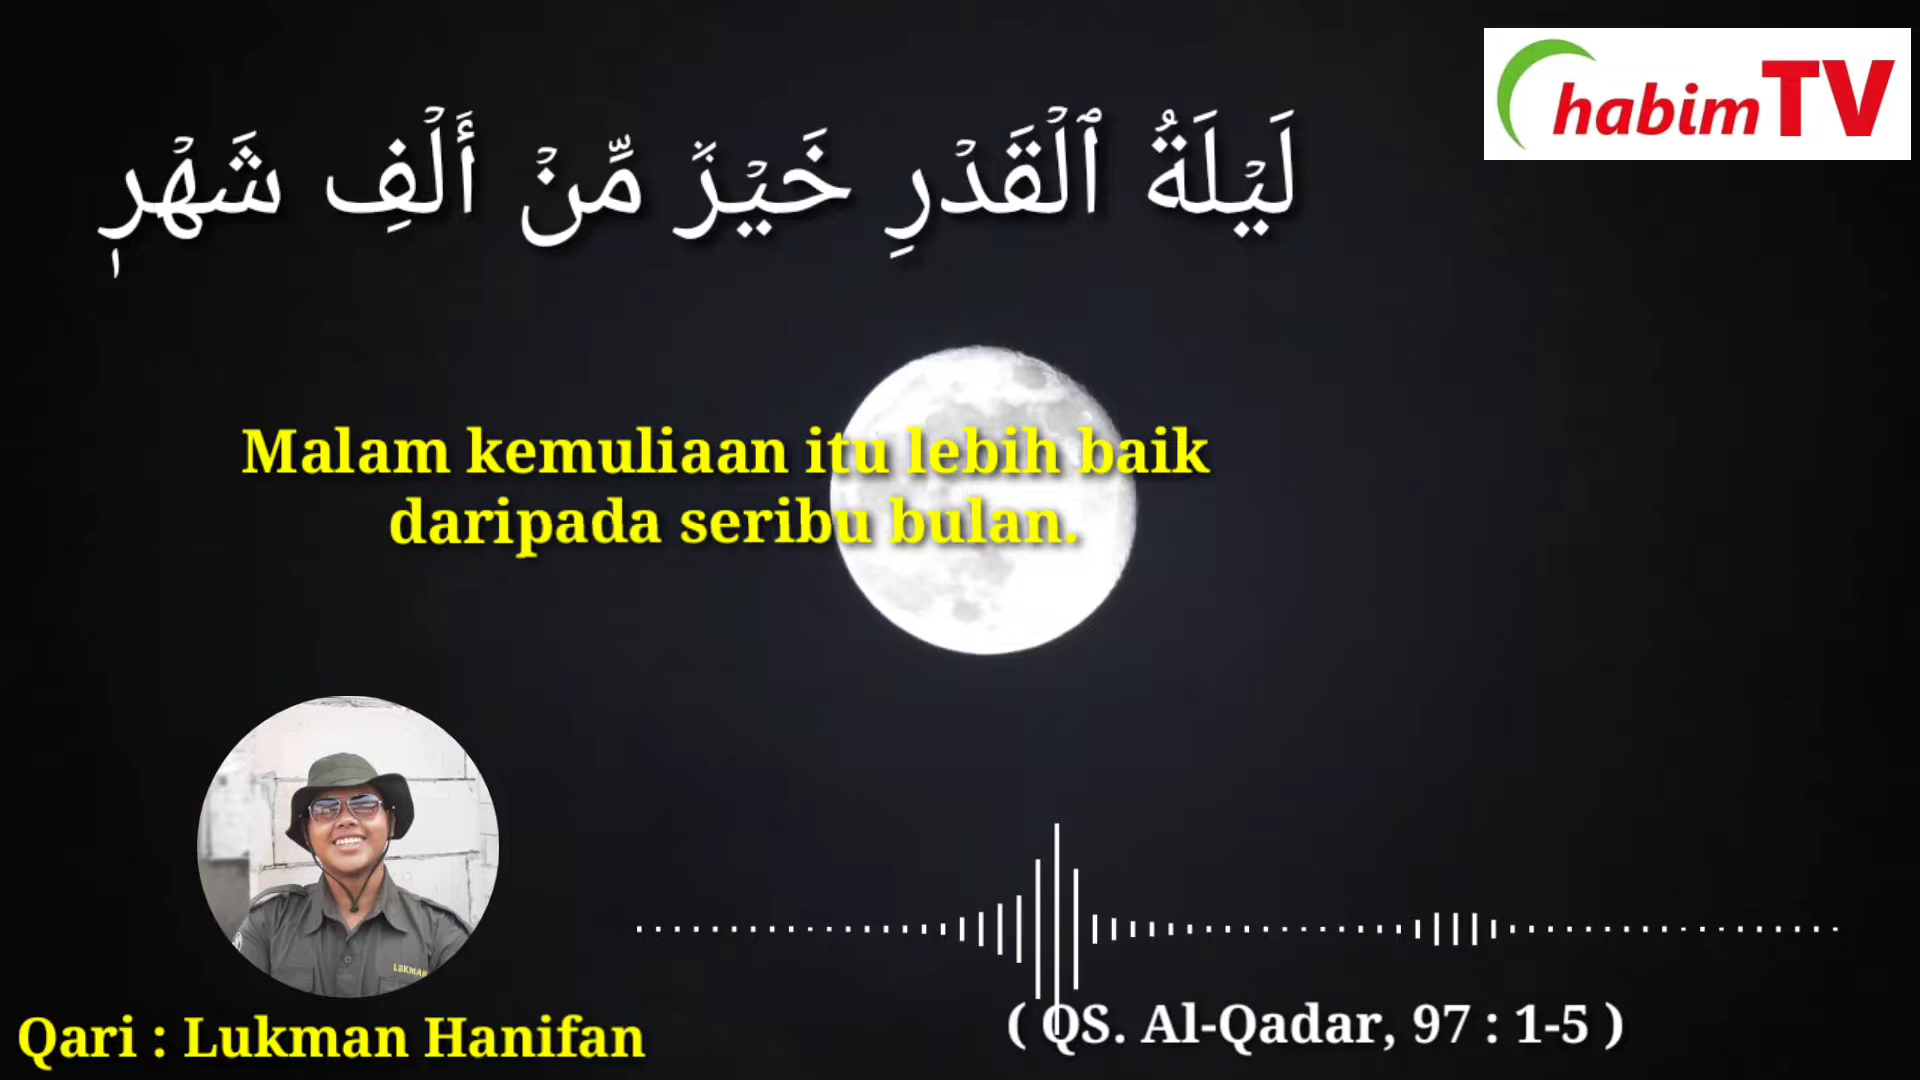 لَيْلَةُ ٱلْقَدْرِ خَيْرٌ مِّنْ أَلْفِ شَهْرٍ
habimTV
Malam kemuliaan itu lebih baik
daripada seribu bulan.
LUKMAN
Qari : Lukman Hanifan
( QS. Al-Qadar, 97 : 1-5 )